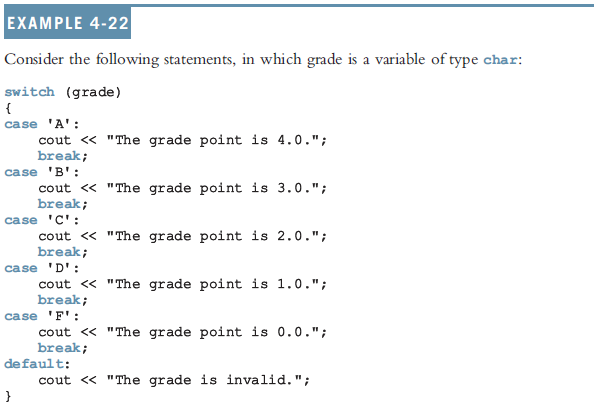 EXAMPLE 4-22
Consider the following statements, in which grade is a variable of type char:
switch (grade)
{
case 'A':
    cout << "The grade point is 4.0.";
    break;
case 'B':
    cout << "The grade point is 3.0.";
    break;
case 'C':
    cout << "The grade point is 2.0.";
    break;
case 'D':
    cout << "The grade point is 1.0.";
    break;
case 'F':
    cout << "The grade point is 0.0.";
    break;
default:
    cout << "The grade is invalid.";
}